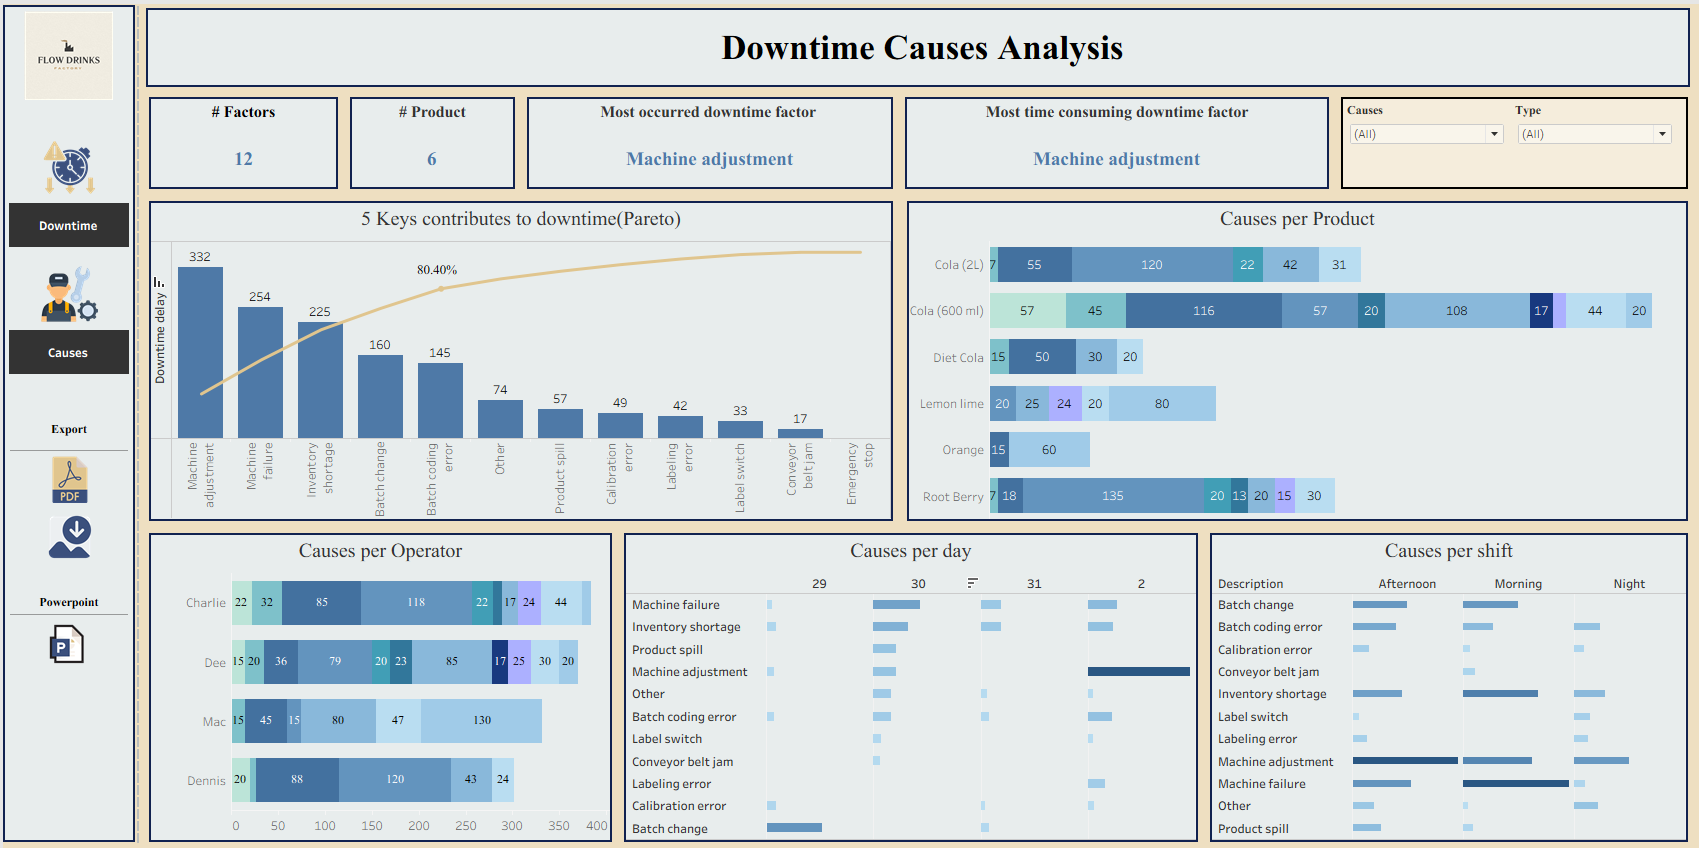 FLOW DRINKS
FACTORY
Downtime
Causes
Export
PDF
Powerpoint
P
Downtime Causes Analysis
# Factors
12
# Product
6
Most occurred downtime factor
Machine adjustment
Most time consuming downtime factor
Machine adjustment
Causes
(All)
Type
(All)
5 Keys contributes to downtime(Pareto)
Downtime delay
332
254
225
160
145
74
57
49
42
33
17
80.40%
Machine
adjustment
Machine
failure
Inventory
shortage
Batch change
Batch coding
error
Other
Product spill
Calibration
error
Labeling
error
Label switch
Conveyor
belt jam
Emergency
stop
Causes per Product
Cola (2L) 7 55 120 22 42 31
Cola (600 ml) 57 45 116 57 20 108 17 44 20
Diet Cola 15 50 30 20
Lemon lime 20 25 24 20 80
Orange 15 60
Root Berry 7 18 135 20 13 20 15 30
Causes per Operator
Charlie 22 32 85 118 22 17 24 44
Dee 15 20 36 79 20 23 85 17 25 30 20
Mac 15 45 15 80 47 130
Dennis 20 88 120 43 24
0 50 100 150 200 250 300 350 400
Causes per day
29 30 31 2
Machine failure
Inventory shortage
Product spill
Machine adjustment
Other
Batch coding error
Label switch
Conveyor belt jam
Labeling error
Calibration error
Batch change
Causes per shift
Description Afternoon Morning Night
Batch change
Batch coding error
Calibration error
Conveyor belt jam
Inventory shortage
Label switch
Labeling error
Machine adjustment
Machine failure
Other
Product spill